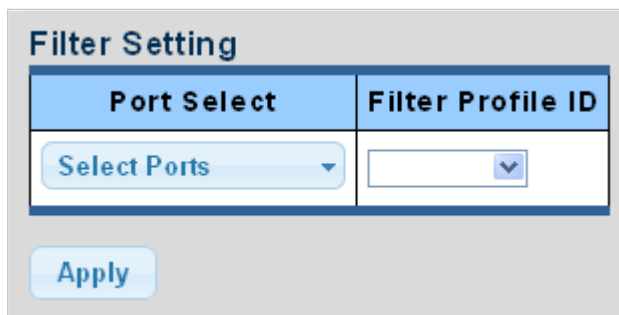 Filter Setting
Port Select Filter Profile ID
Select Ports
Apply